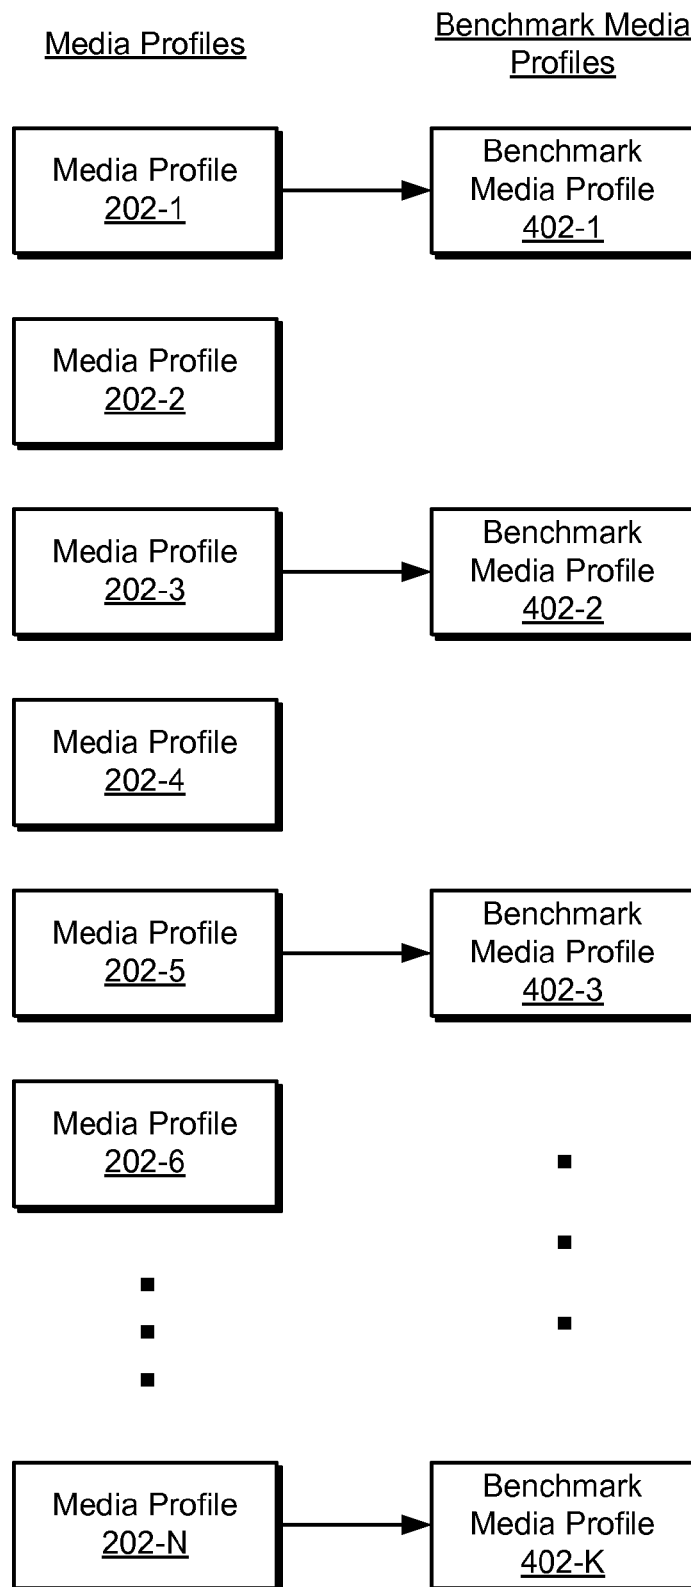 Media Profiles
Benchmark Media
Profiles
Media Profile
202-1
Benchmark
Media Profile
402-1
Media Profile
202-2
Media Profile
202-3
Benchmark
Media Profile
402-2
Media Profile
202-4
Media Profile
202-5
Benchmark
Media Profile
402-3
Media Profile
202-6
Media Profile
202-N
Benchmark
Media Profile
402-K